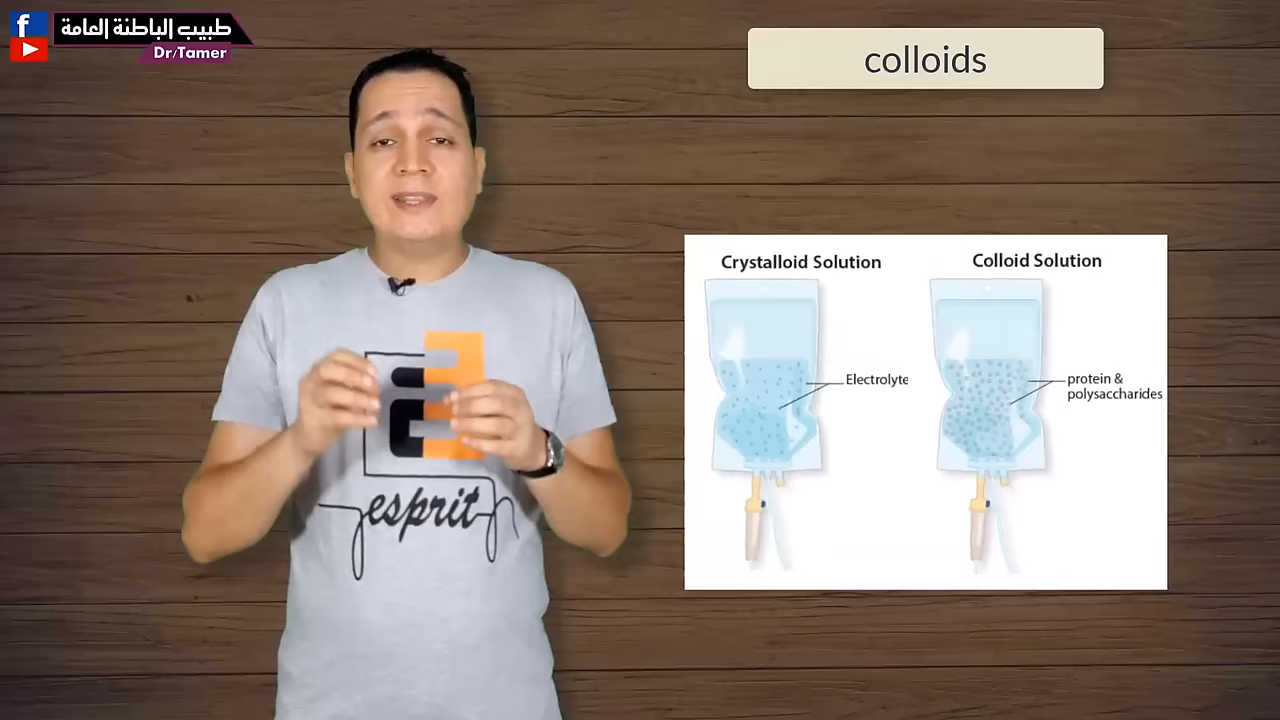 f
طبيب الباطنة العامة
Dr/Tamer
colloids
Crystalloid Solution
Colloid Solution
Electrolyte
protein &
polysaccharides
esprit